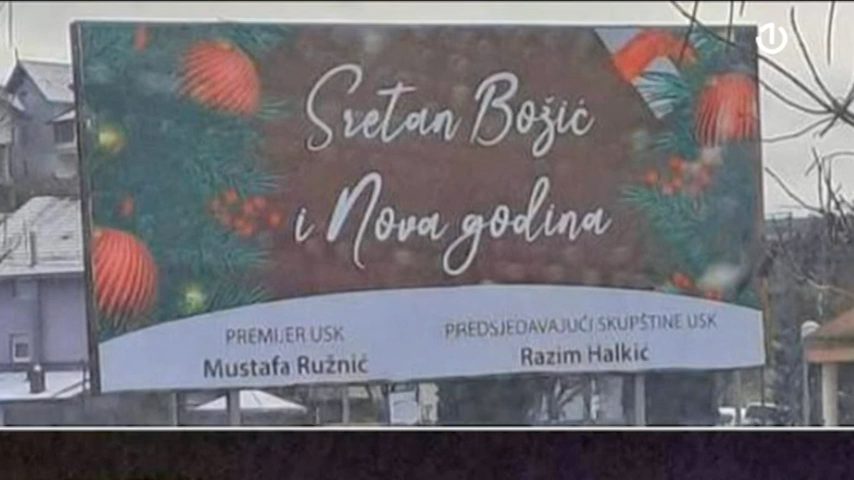 Sretan Božić
i Nova godina
PREMIJER USK
Mustafa Ružnić
PREDSJEDAVAJUĆI SKUPŠTINE USK
Razim Halkić